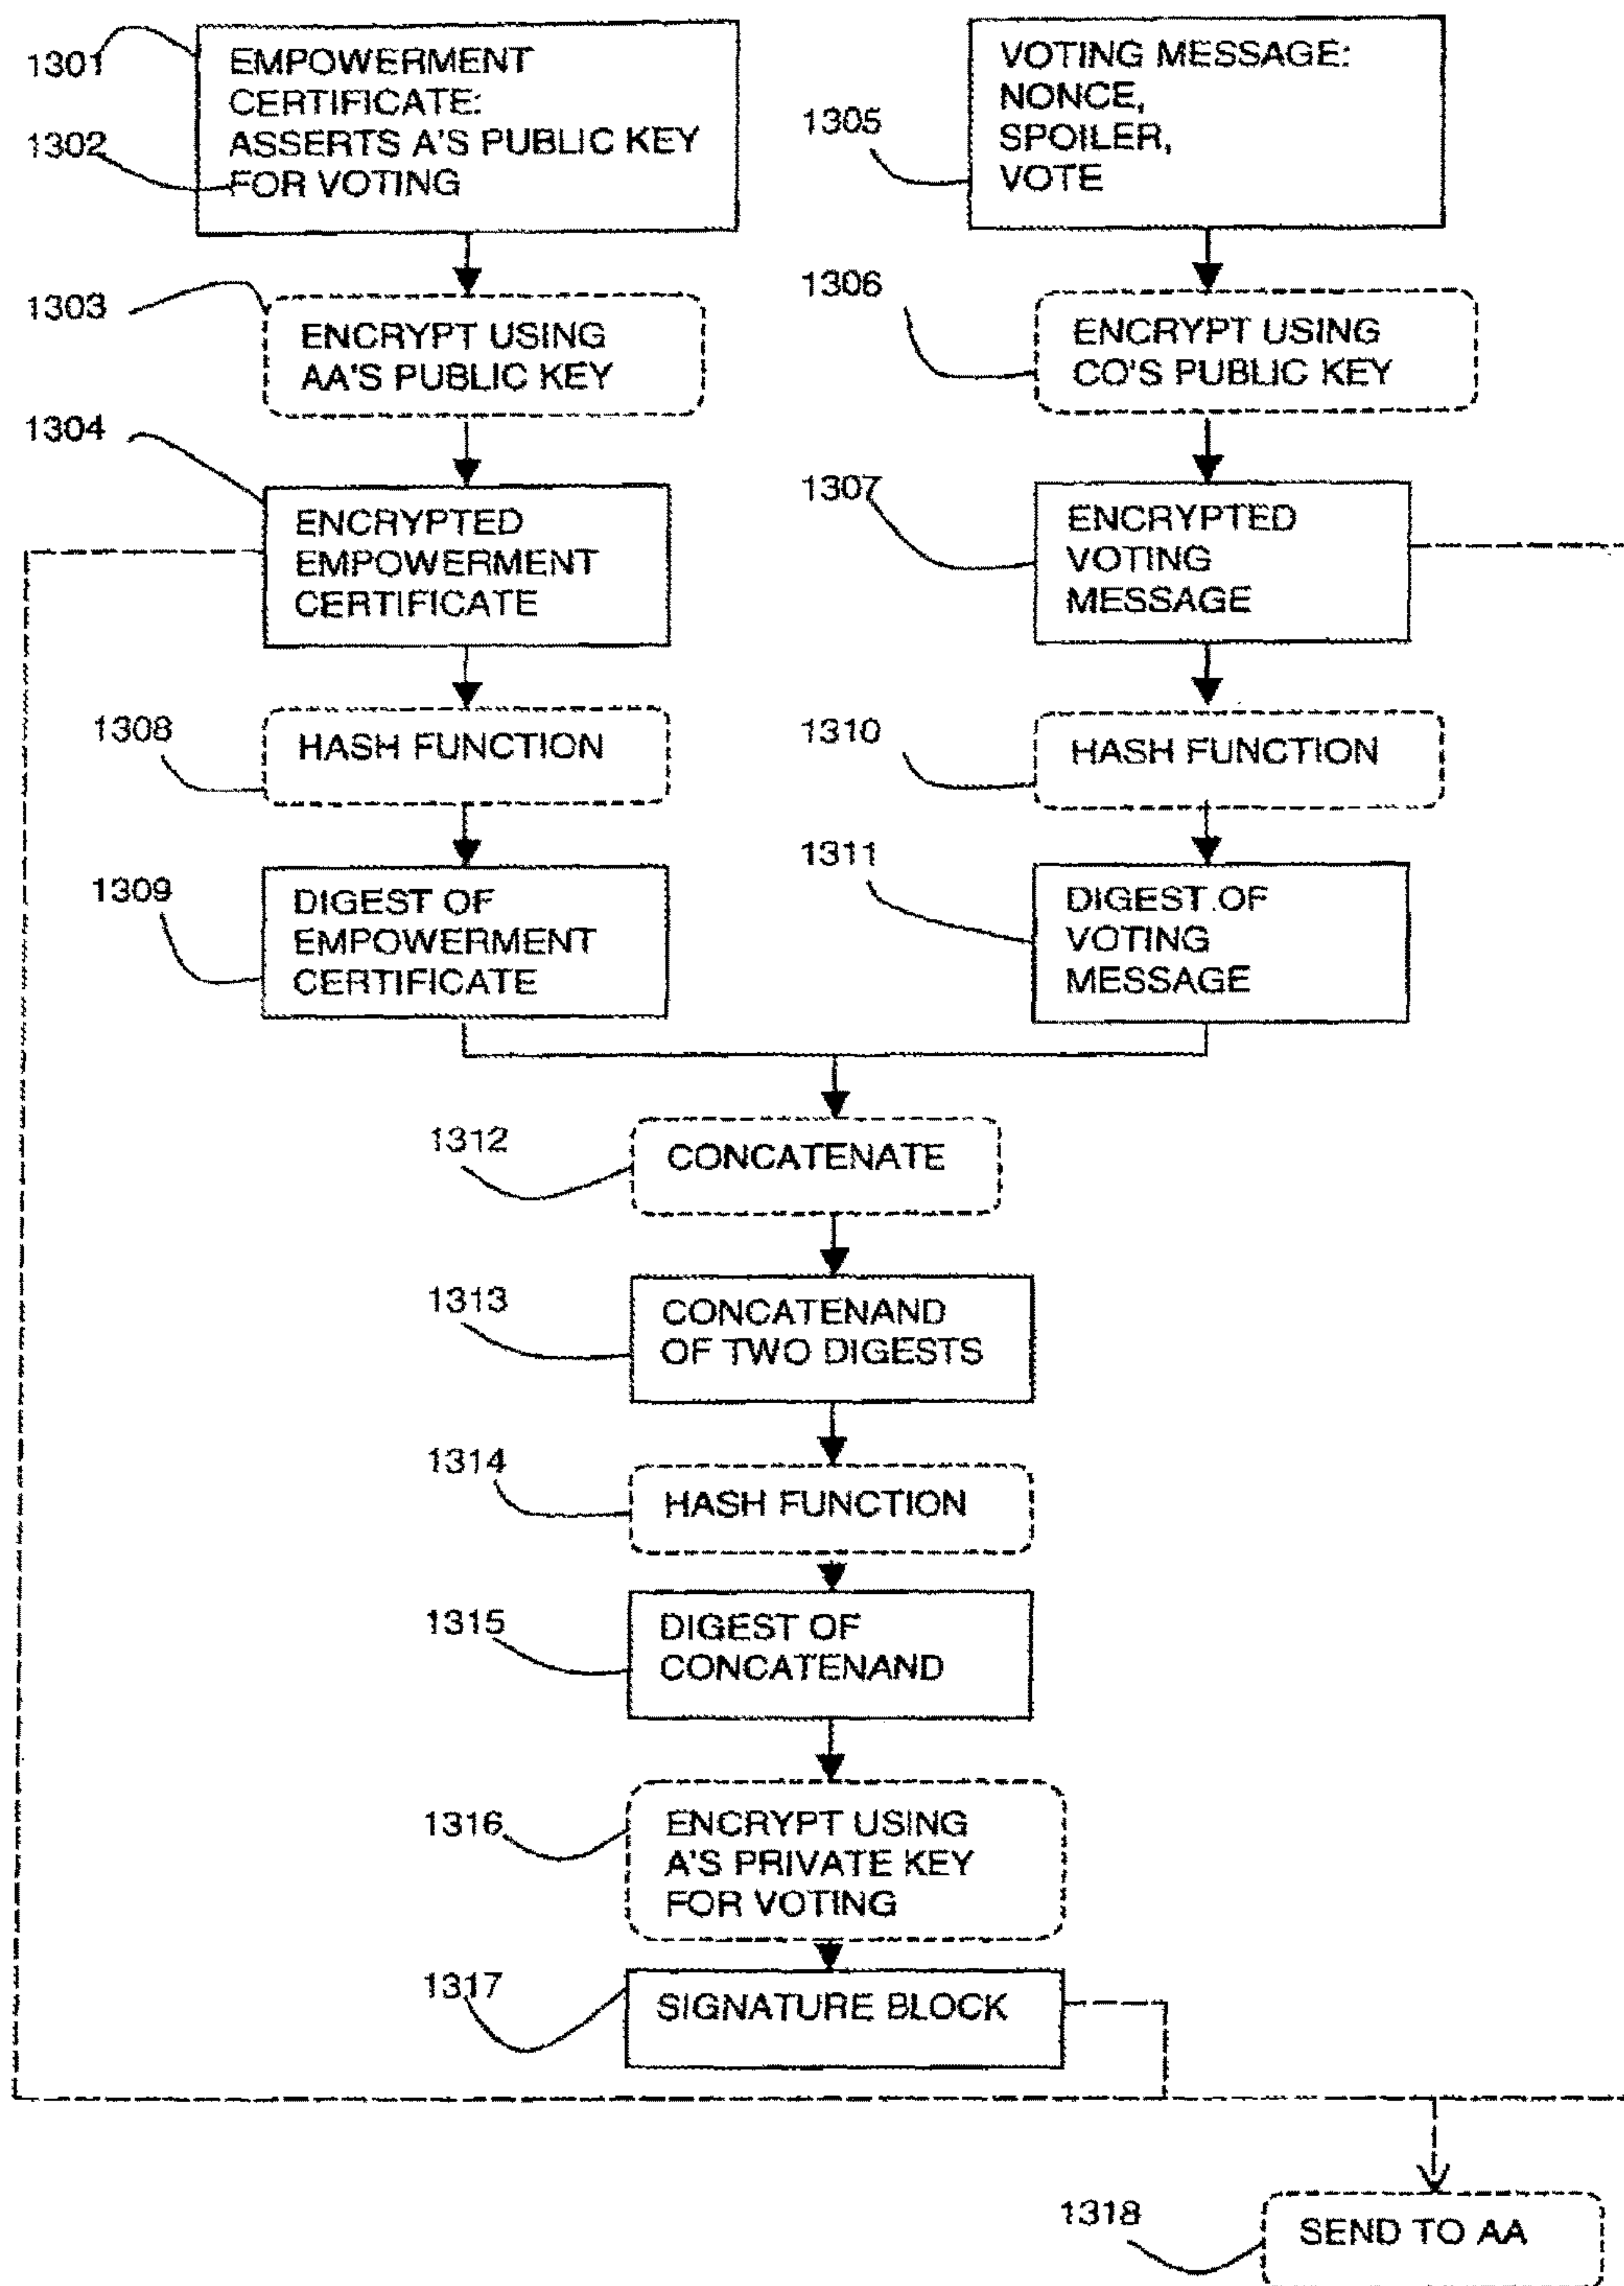 1301
EMPOWERMENT
CERTIFICATE:
1302
ASSERTS A'S PUBLIC KEY
FOR VOTING
VOTING MESSAGE:
NONCE,
1305
SPOILER,
VOTE
1303
ENCRYPT USING
AA'S PUBLIC KEY
1306
ENCRYPT USING
CO'S PUBLIC KEY
1304
ENCRYPTED
EMPOWERMENT
CERTIFICATE
1307
ENCRYPTED
VOTING
MESSAGE
1308
HASH FUNCTION
1310
HASH FUNCTION
1309
DIGEST OF
EMPOWERMENT
CERTIFICATE
1311
DIGEST OF
VOTING
MESSAGE
1312
CONCATENATE
1313
CONCATENAND
OF TWO DIGESTS
1314
HASH FUNCTION
1315
DIGEST OF
CONCATENAND
1316
ENCRYPT USING
A'S PRIVATE KEY
FOR VOTING
1317
SIGNATURE BLOCK
1318
SEND TO AA